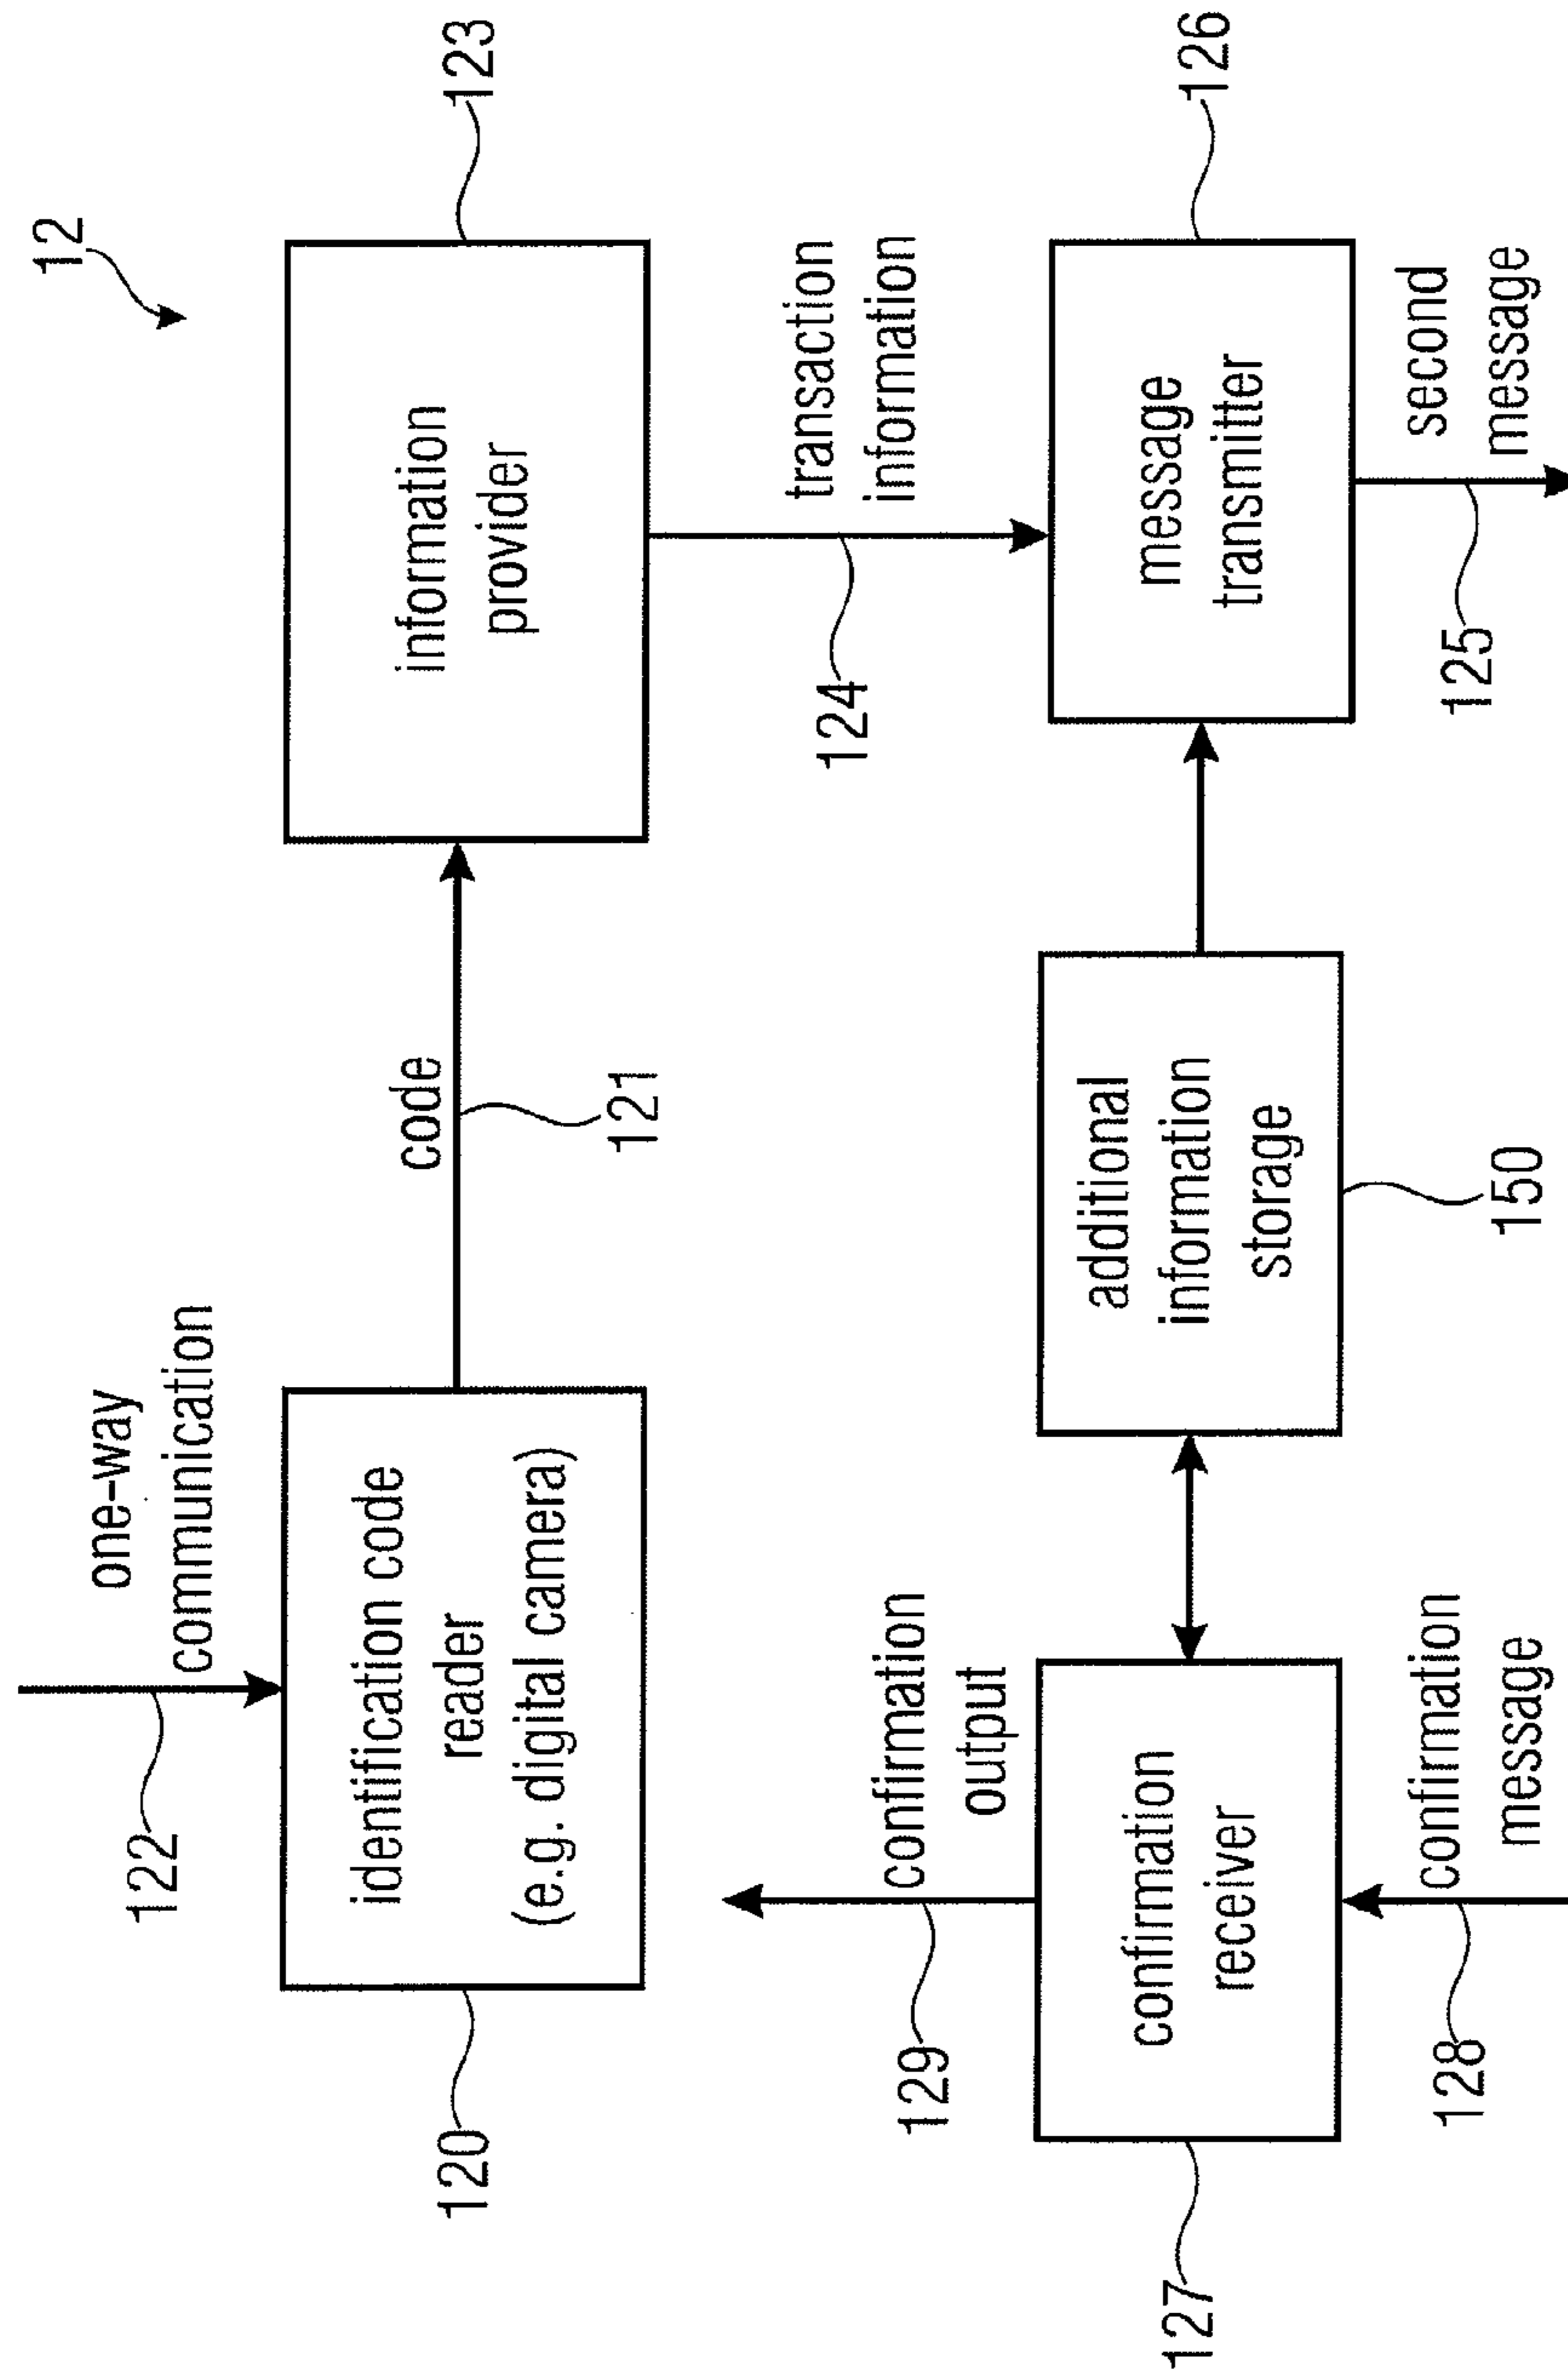 12
one-way
communication
122
120
identification code
reader
(e.g. digital camera)
code
121
information
provider
123
129
confirmation
output
124
transaction
information
127
confirmation
receiver
additional
information
storage
150
message
transmitter
126
128
confirmation
message
125
second
message